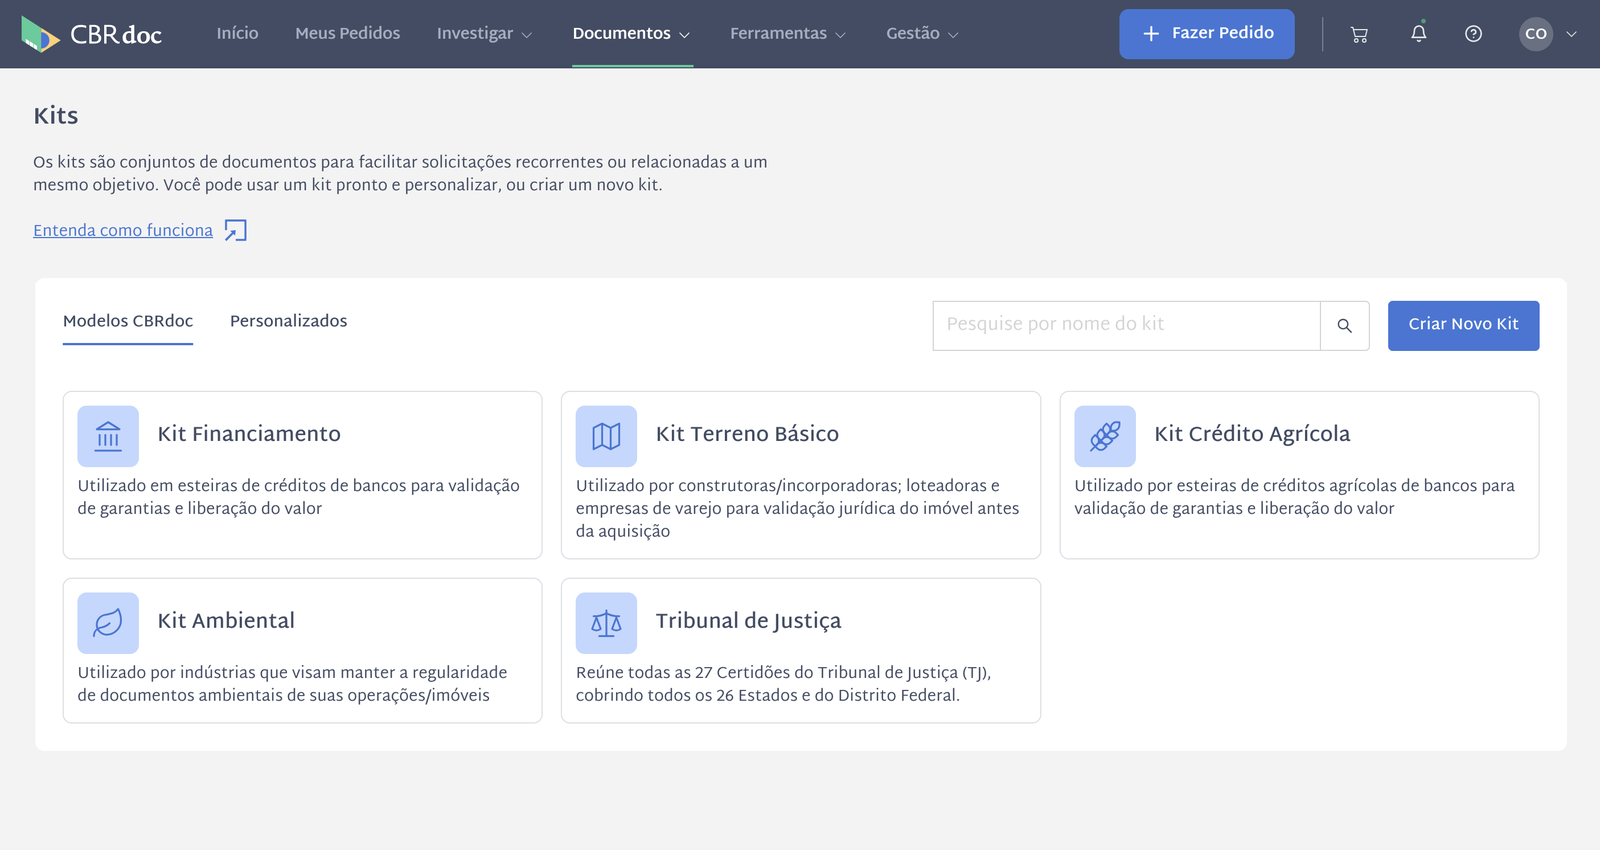 CBRdoc
Início
Meus Pedidos
Investigar
Documentos
Ferramentas
Gestão
Fazer Pedido
CO
Kits
Os kits são conjuntos de documentos para facilitar solicitações recorrentes ou relacionadas a um
mesmo objetivo. Você pode usar um kit pronto e personalizar, ou criar um novo kit.
Entenda como funciona
Modelos CBRdoc
Personalizados
Pesquise por nome do kit
Criar Novo Kit
Kit Financiamento
Utilizado em esteiras de créditos de bancos para validação
de garantias e liberação do valor
Kit Terreno Básico
Utilizado por construtoras/incorporadoras; loteadoras e
empresas de varejo para validação jurídica do imóvel antes
da aquisição
Kit Crédito Agrícola
Utilizado por esteiras de créditos agrícolas de bancos para
validação de garantias e liberação do valor
Kit Ambiental
Utilizado por indústrias que visam manter a regularidade
de documentos ambientais de suas operações/imóveis
Tribunal de Justiça
Reúne todas as 27 Certidões do Tribunal de Justiça (TJ),
cobrindo todos os 26 Estados e do Distrito Federal.